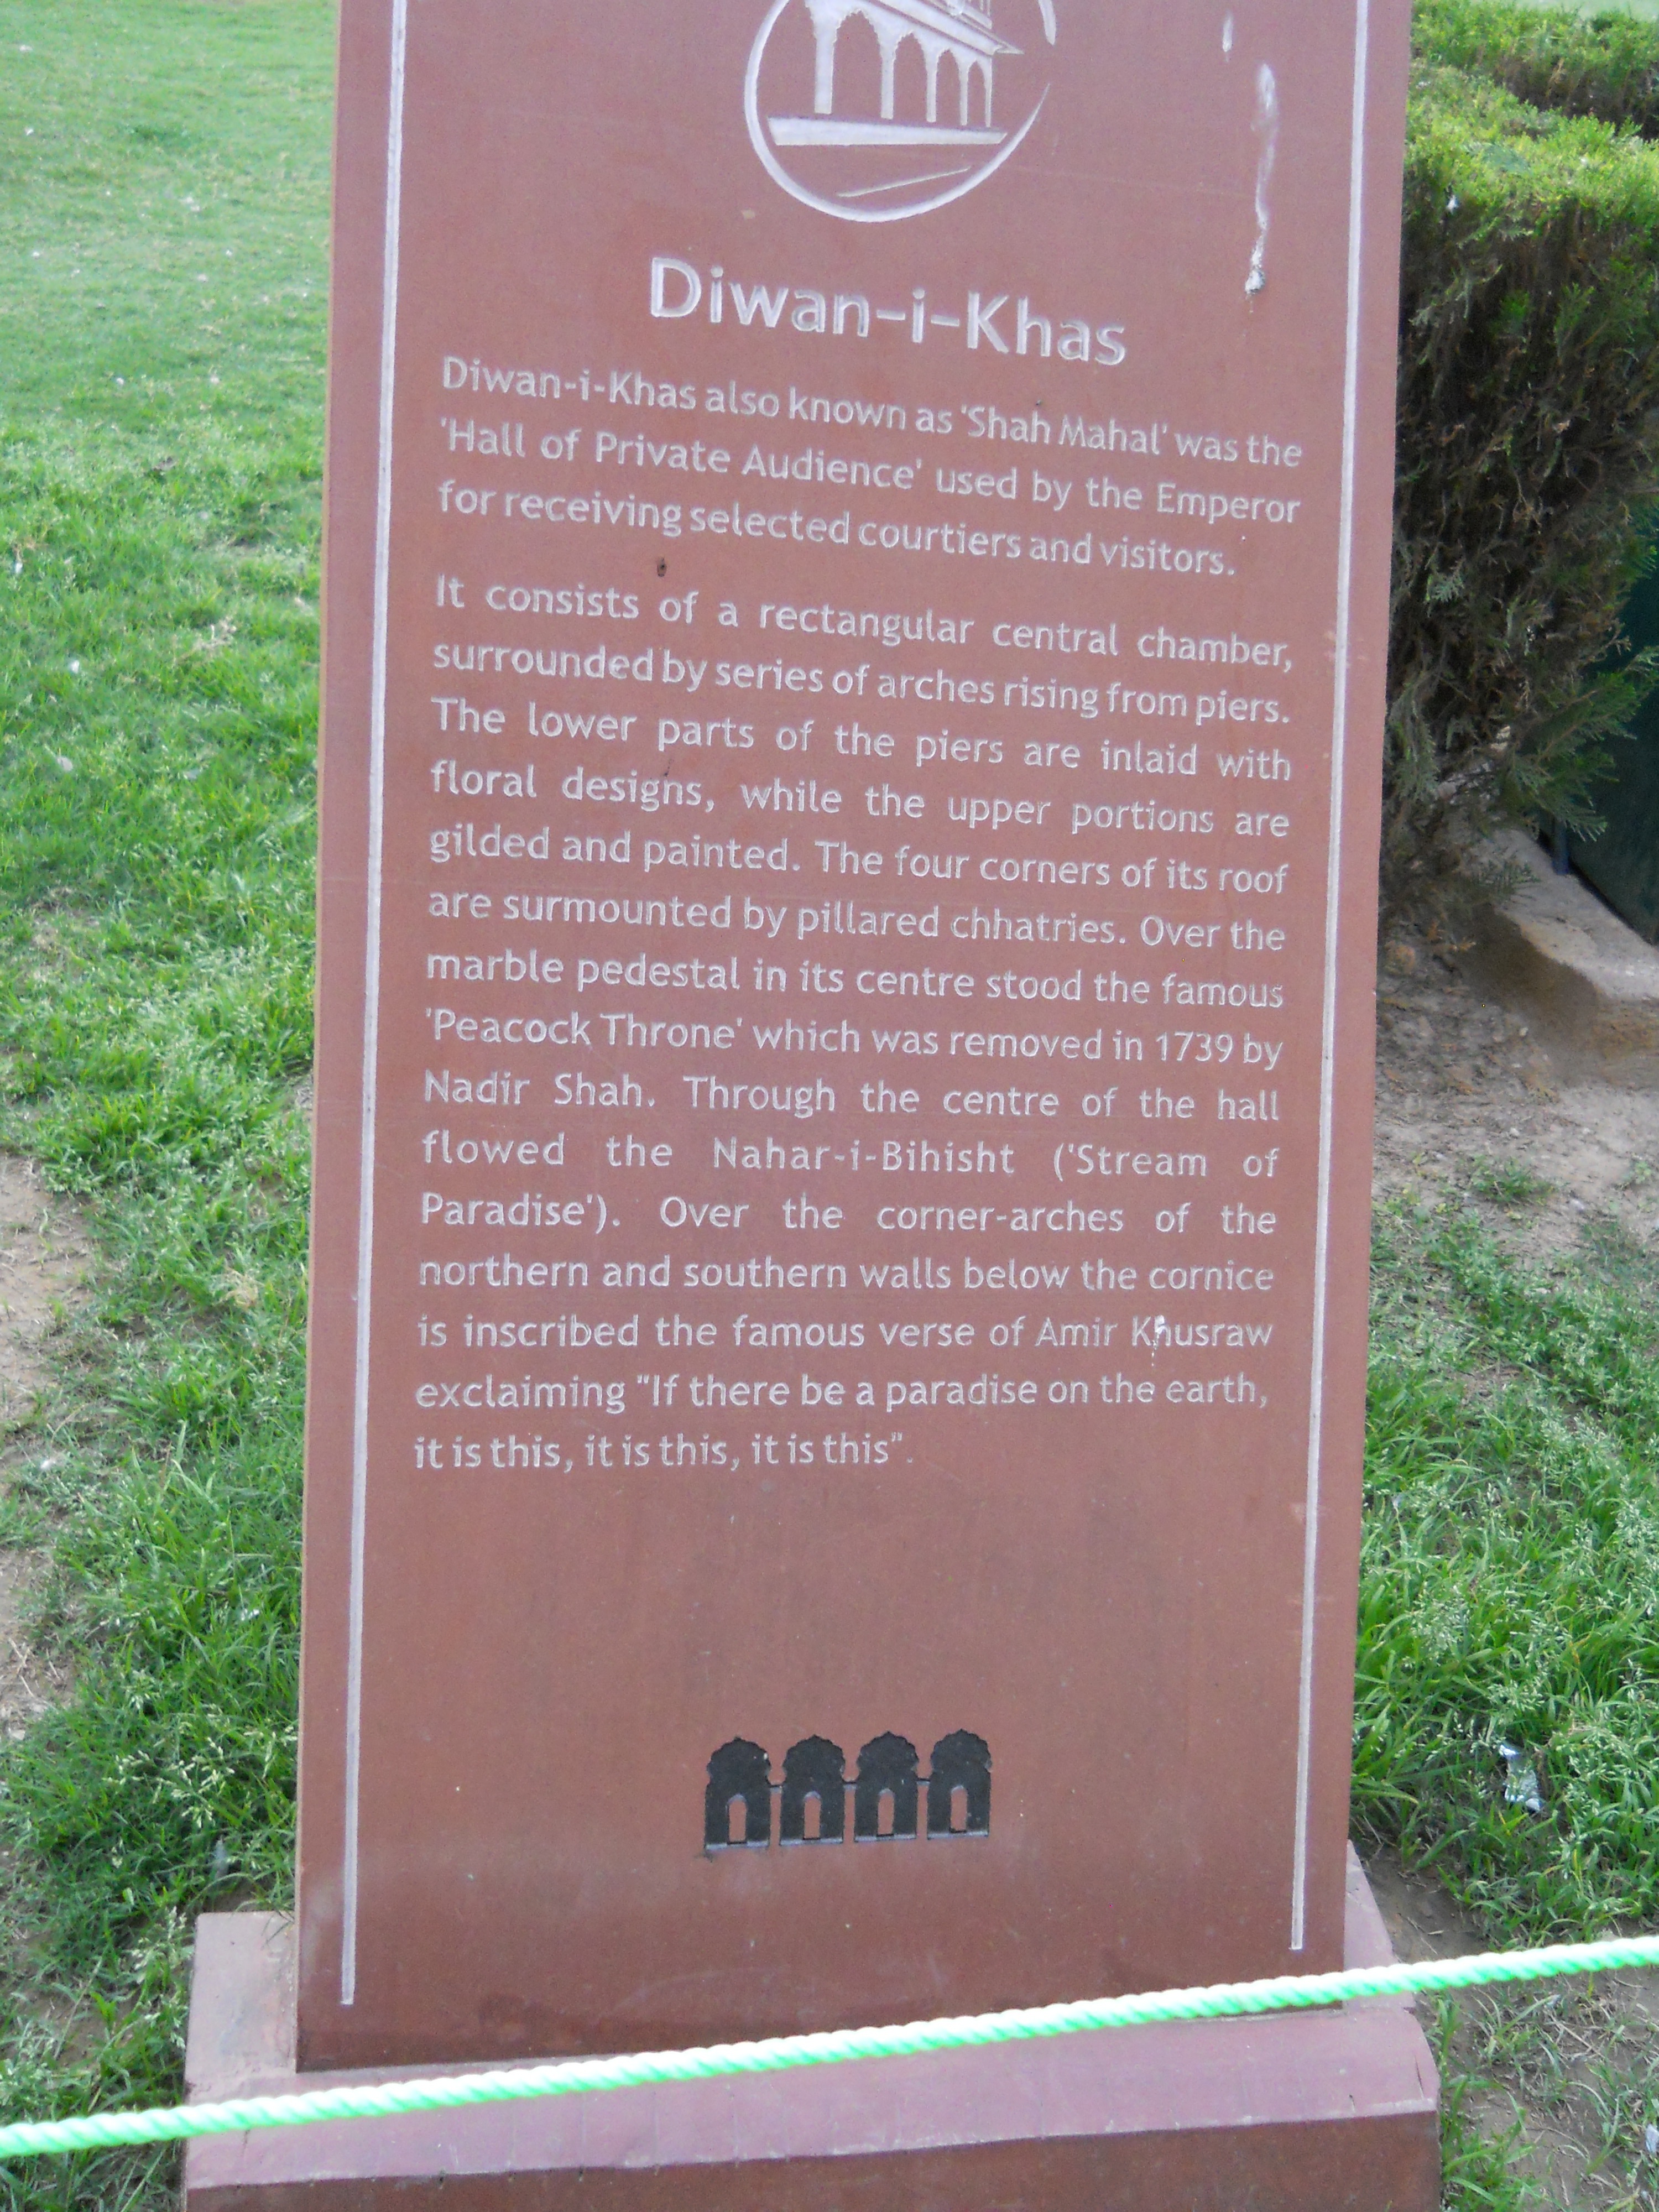 Diwan-i-Khas
Diwan-i-Khas also known as 'Shah Mahal' was the
'Hall of Private Audience' used by the Emperor
for receiving selected courtiers and visitors.
It consists of a rectangular central chamber,
surrounded by series of arches rising from piers.
The lower parts of the piers are inlaid with
floral designs, while the upper portions are
gilded and painted. The four corners of its roof
are surmounted by pillared chhatries. Over the
marble pedestal in its centre stood the famous
'Peacock Throne' which was removed in 1739 by
Nadir Shah. Through the centre of the hall
flowed the Nahar-i-Bihisht ('Stream of
Paradise'). Over the corner-arches of the
northern and southern walls below the cornice
is inscribed the famous verse of Amir Khusraw
exclaiming "If there be a paradise on the earth,
it is this, it is this, it is this".